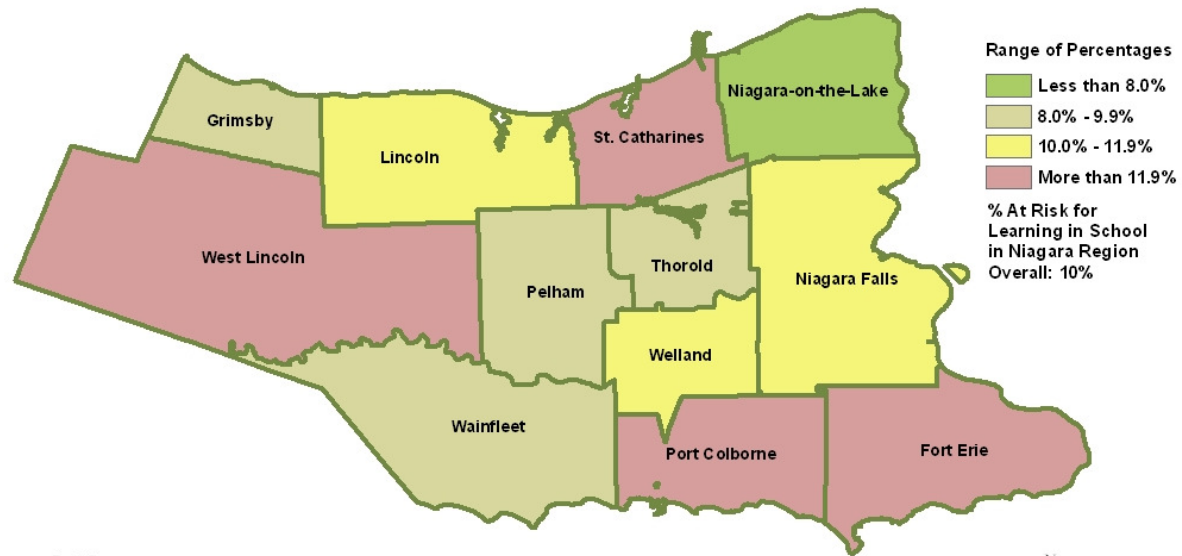 Range of Percentages
Less than 8.0%
8.0% - 9.9%
10.0% - 11.9%
More than 11.9%
% At Risk for
Learning in School
in Niagara Region
Overall: 10%
Niagara-on-the-Lake
Grimsby
St. Catharines
Lincoln
West Lincoln
Thorold
Niagara Falls
Pelham
Welland
Wainfleet
Port Colborne
Fort Erie